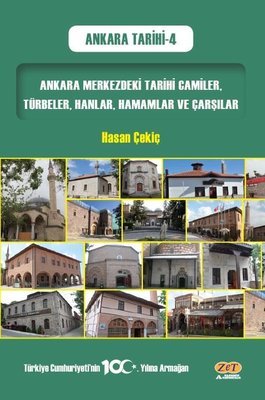 ANKARA TARİHİ-4
ANKARA MERKEZDEKİ TARİHİ CAMİLER,
TÜRBELER, HANLAR, HAMAMLAR VE ÇARŞILAR
Hasan Çekiç
Türkiye Cumhuriyeti'nin 100 Yılına Armağan
ZET